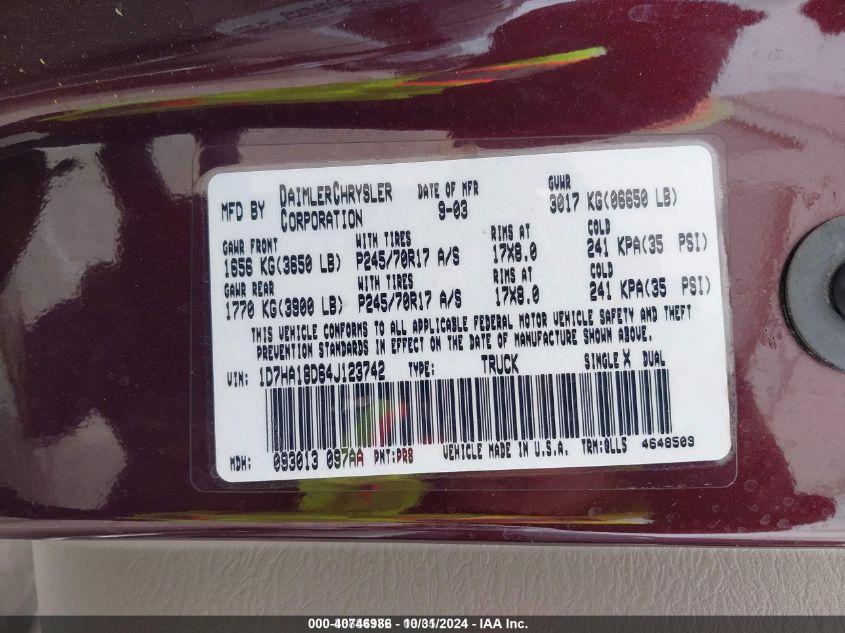 MFD BY DAIMLERCHRYSLER CORPORATION
DATE OF MFR 9-03
GVWR 3017 KG(06650 LB)
GAWR FRONT WITH TIRES RIMS AT COLD
1656 KG(3650 LB) P245/70R17 A/S 17X8.0 241 KPA(35 PSI)
GAWR REAR WITH TIRES RIMS AT COLD
1770 KG(3900 LB) P245/70R17 A/S 17X8.0 241 KPA(35 PSI)
THIS VEHICLE CONFORMS TO ALL APPLICABLE FEDERAL MOTOR VEHICLE SAFETY AND THEFT
PREVENTION STANDARDS IN EFFECT ON THE DATE OF MANUFACTURE SHOWN ABOVE.
VIN: 1D7HA18D64J123742 TYPE: TRUCK SINGLE X DUAL
MDH: 093013 097AA PNT:PR8 VEHICLE MADE IN U.S.A. TRM:QLL5 4648509
000-40746986 - 10/31/2024 - IAA Inc.